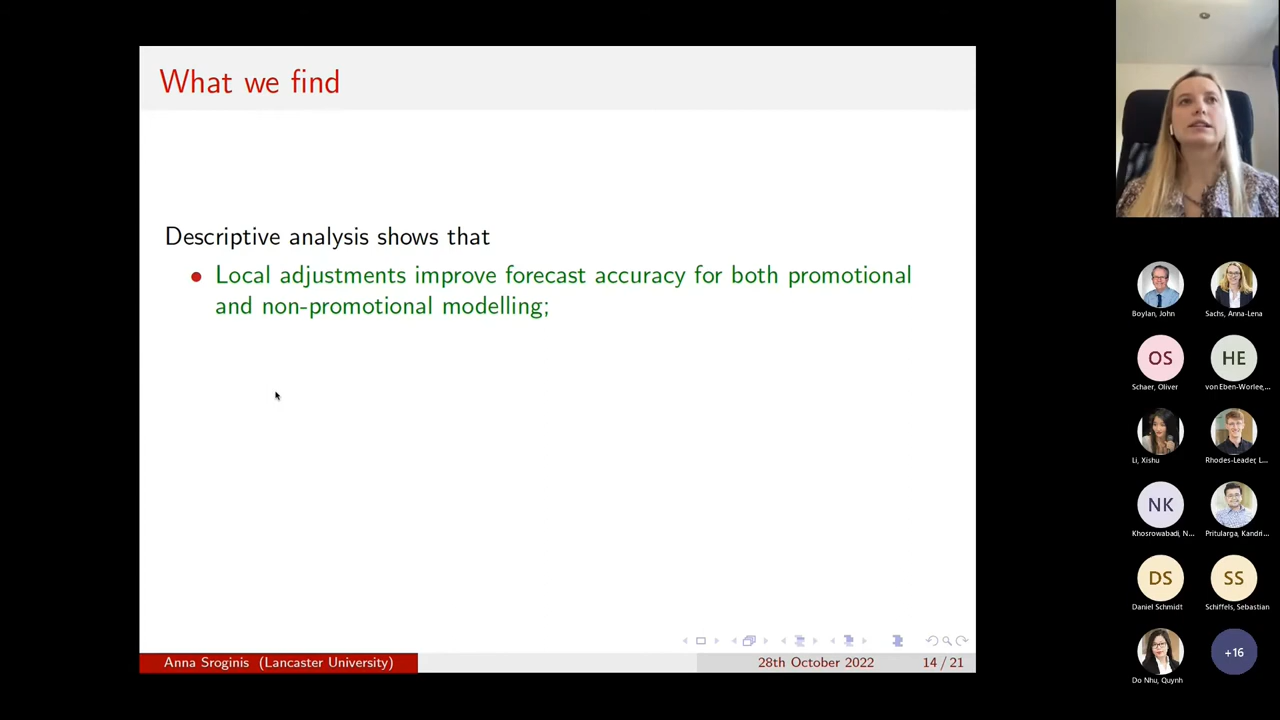 What we find
Descriptive analysis shows that
Local adjustments improve forecast accuracy for both promotional
and non-promotional modelling;
Anna Sroginis (Lancaster University)
28th October 2022
14 / 21
Boylan, John
Sachs, Anna-Lena
OS
HE
Schaer, Oliver
von Eben-Worlee,...
Li, Xishu
Rhodes-Leader, L...
NK
Khosrowabadi, N...
Pritularga, Kandri...
DS
SS
Daniel Schmidt
Schiffels, Sebastian
+16
Do Nhu, Quynh